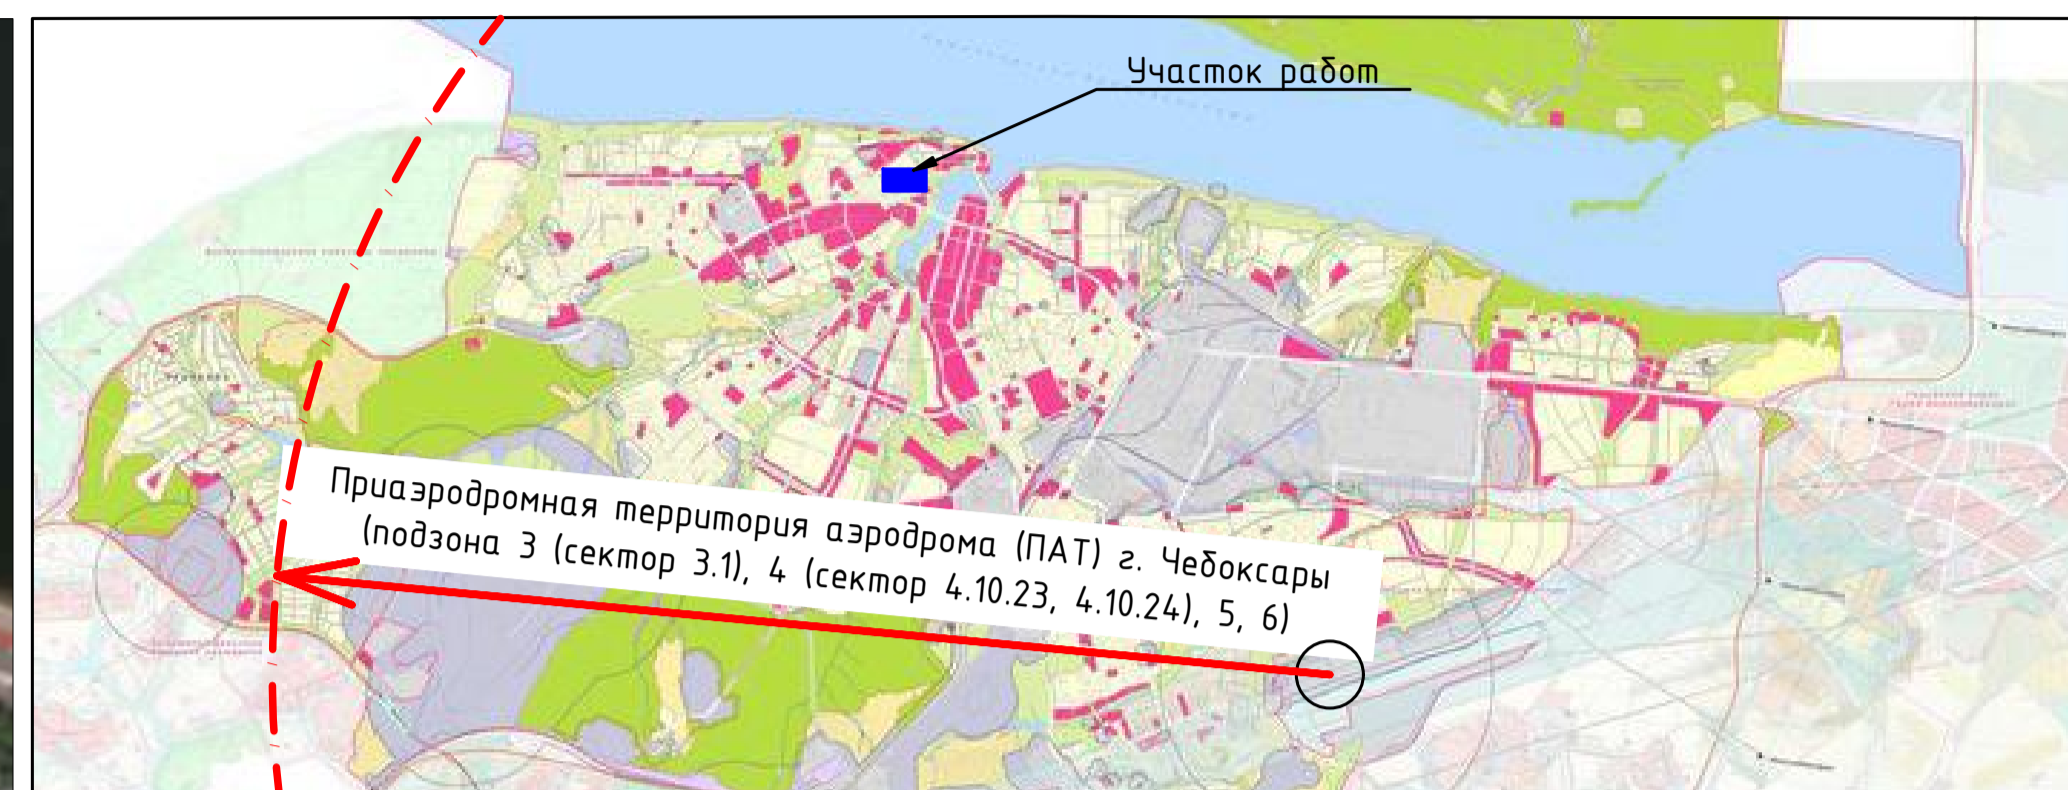 Участок работ
Приаэродромная территория аэродрома (ПАТ) г. Чебоксары
(подзона 3 (сектор 3.1), 4 (сектор 4.10.23, 4.10.24), 5, 6)